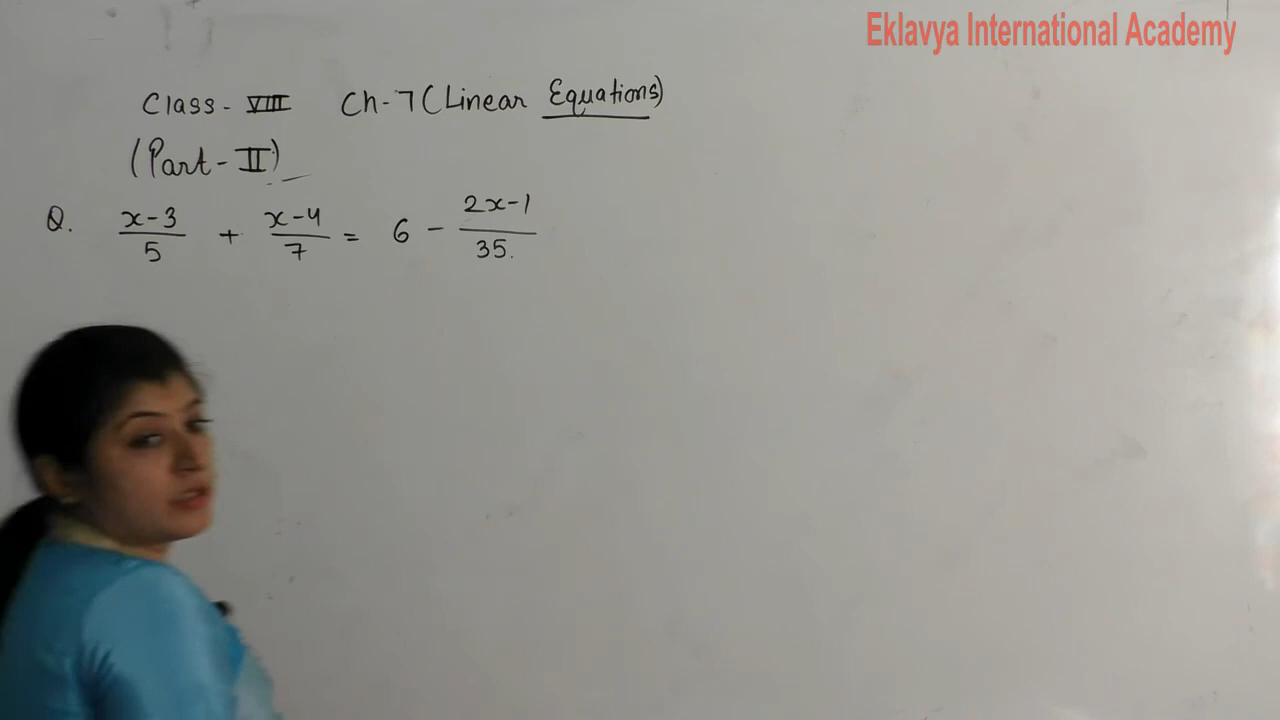 Eklavya International Academy
Class - VIII Ch-7 (Linear Equations)
(Part - II)
Q. x-3/5 + x-4/7 = 6 - 2x-1/35.